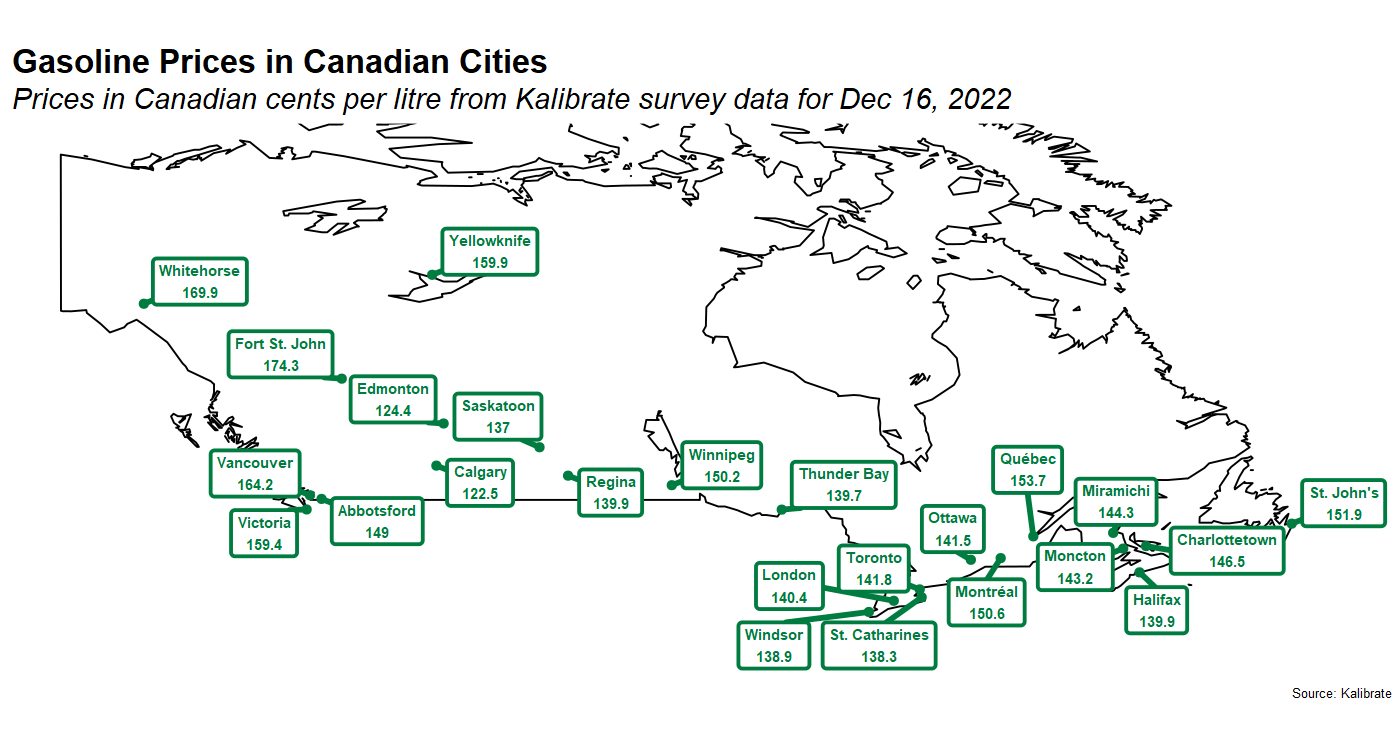 Gasoline Prices in Canadian Cities
Prices in Canadian cents per litre from Kalibrate survey data for Dec 16, 2022
Yellowknife
159.9
Whitehorse
169.9
Fort St. John
174.3
Edmonton
124.4
Saskatoon
137
Vancouver
164.2
Calgary
122.5
Regina
139.9
Winnipeg
150.2
Thunder Bay
139.7
Québec
153.7
Miramichi
144.3
St. John's
151.9
Abbotsford
149
Victoria
159.4
Ottawa
141.5
Charlottetown
146.5
Moncton
143.2
Toronto
141.8
London
140.4
Montréal
150.6
Halifax
139.9
Windsor
138.9
St. Catharines
138.3
Source: Kalibrate